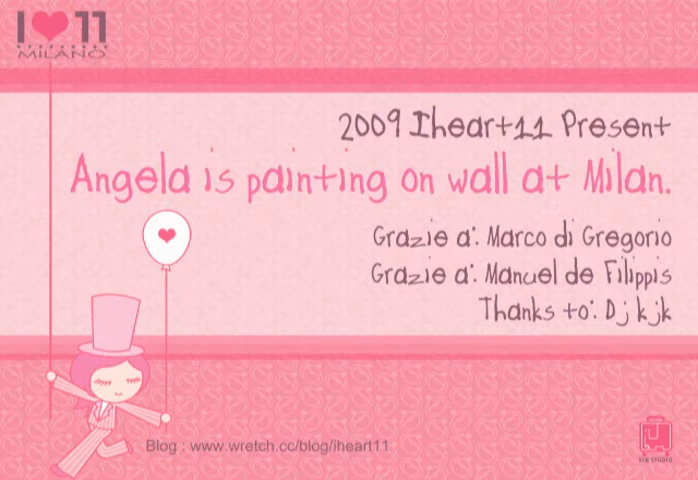 I♥11
MILANO
2009 Iheart11 Present
Angela is painting on wall at Milan.
Grazie a: Marco di Gregorio
Grazie a: Manuel de Filippis
Thanks to: Dj kjk
Blog : www.wretch.cc/blog/iheart11